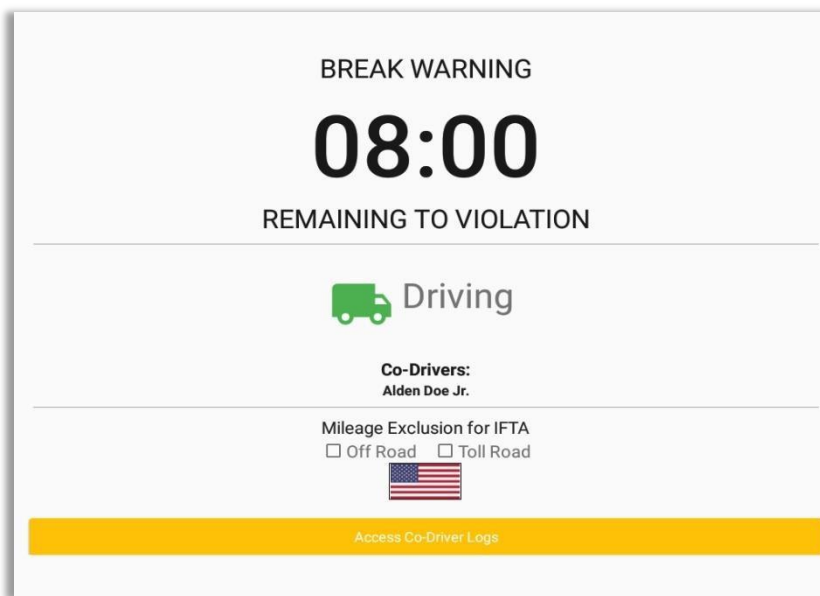 BREAK WARNING
08:00
REMAINING TO VIOLATION
Driving
Co-Drivers:
Alden Doe Jr.
Mileage Exclusion for IFTA
Off Road Toll Road
Access Co-Driver Logs